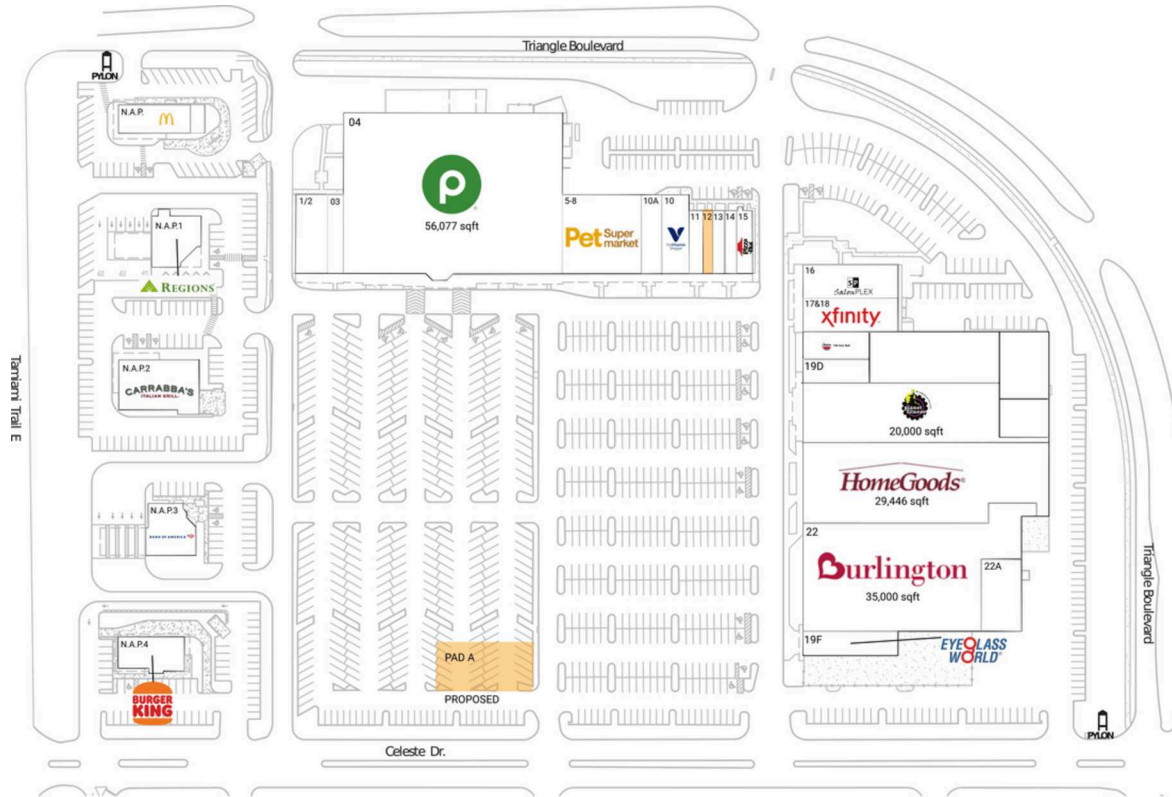 Triangle Boulevard
PYLON
N.A.P.
04
56,077 sqft
1/2
03
5-8
Pet Super
market
10A
10
11
12
13
14
15
N.A.P.1
REGIONS
16
SP
Salon PLEX
17&18
xfinity
19D
N.A.P.2
CARRABBA'S
ITALIAN GRILL
Tamiami Trail E
20,000 sqft
HomeGoods
29,446 sqft
N.A.P.3
BANK OF AMERICA
22
Burlington
35,000 sqft
22A
Triangle Boulevard
N.A.P.4
BURGER
KING
19F
EYEGLASS
WORLD
PAD A
PROPOSED
PYLON
Celeste Dr.